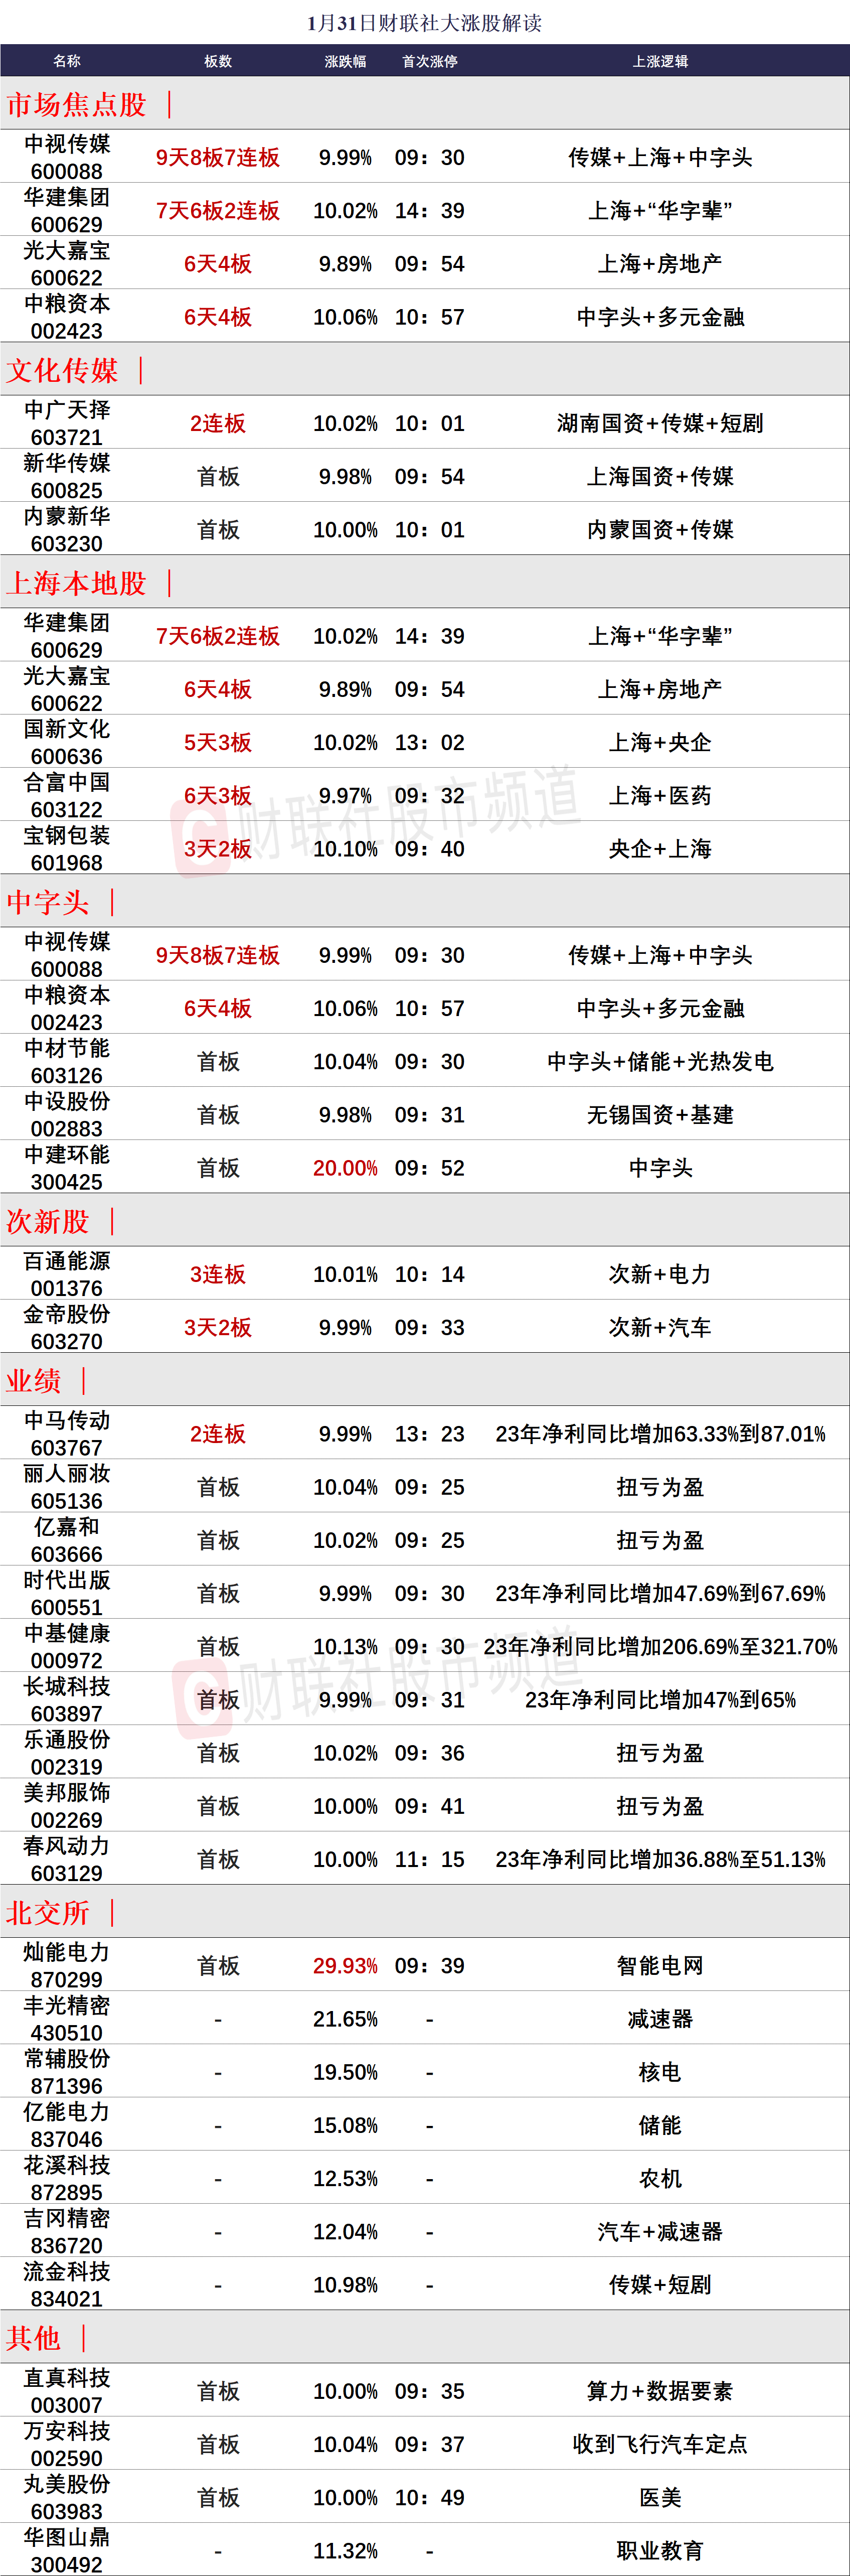 1月31日财联社大涨股解读
名称 板数 涨跌幅 首次涨停 上涨逻辑
市场焦点股 ｜
中视传媒
600088 9天8板7连板 9.99% 09：30 传媒+上海+中字头
华建集团
600629 7天6板2连板 10.02% 14：39 上海+“华字辈”
光大嘉宝
600622 6天4板 9.89% 09：54 上海+房地产
中粮资本
002423 6天4板 10.06% 10：57 中字头+多元金融
文化传媒 ｜
中广天择
603721 2连板 10.02% 10：01 湖南国资+传媒+短剧
新华传媒
600825 首板 9.98% 09：54 上海国资+传媒
内蒙新华
603230 首板 10.00% 10：01 内蒙国资+传媒
上海本地股 ｜
华建集团
600629 7天6板2连板 10.02% 14：39 上海+“华字辈”
光大嘉宝
600622 6天4板 9.89% 09：54 上海+房地产
国新文化
600636 5天3板 10.02% 13：02 上海+央企
合富中国
603122 6天3板 9.97% 09：32 上海+医药
宝钢包装
601968 3天2板 10.10% 09：40 央企+上海
财联社股市频道
中字头 ｜
中视传媒
600088 9天8板7连板 9.99% 09：30 传媒+上海+中字头
中粮资本
002423 6天4板 10.06% 10：57 中字头+多元金融
中材节能
603126 首板 10.04% 09：30 中字头+储能+光热发电
中设股份
002883 首板 9.98% 09：31 无锡国资+基建
中建环能
300425 首板 20.00% 09：52 中字头
次新股 ｜
百通能源
001376 3连板 10.01% 10：14 次新+电力
金帝股份
603270 3天2板 9.99% 09：33 次新+汽车
业绩 ｜
中马传动
603767 2连板 9.99% 13：23 23年净利同比增加63.33%到87.01%
丽人丽妆
605136 首板 10.04% 09：25 扭亏为盈
亿嘉和
603666 首板 10.02% 09：25 扭亏为盈
时代出版
600551 首板 9.99% 09：30 23年净利同比增加47.69%到67.69%
中基健康
000972 首板 10.13% 09：30 23年净利同比增加206.69%至321.70%
长城科技
603897 首板 9.99% 09：31 23年净利同比增加47%到65%
财联社股市频道
乐通股份
002319 首板 10.02% 09：36 扭亏为盈
美邦服饰
002269 首板 10.00% 09：41 扭亏为盈
春风动力
603129 首板 10.00% 11：15 23年净利同比增加36.88%至51.13%
北交所 ｜
灿能电力
870299 首板 29.93% 09：39 智能电网
丰光精密
430510 - 21.65% - 减速器
常辅股份
871396 - 19.50% - 核电
亿能电力
837046 - 15.08% - 储能
花溪科技
872895 - 12.53% - 农机
吉冈精密
836720 - 12.04% - 汽车+减速器
流金科技
834021 - 10.98% - 传媒+短剧
其他 ｜
直真科技
003007 首板 10.00% 09：35 算力+数据要素
万安科技
002590 首板 10.04% 09：37 收到飞行汽车定点
丸美股份
603983 首板 10.00% 10：49 医美
华图山鼎
300492 - 11.32% - 职业教育